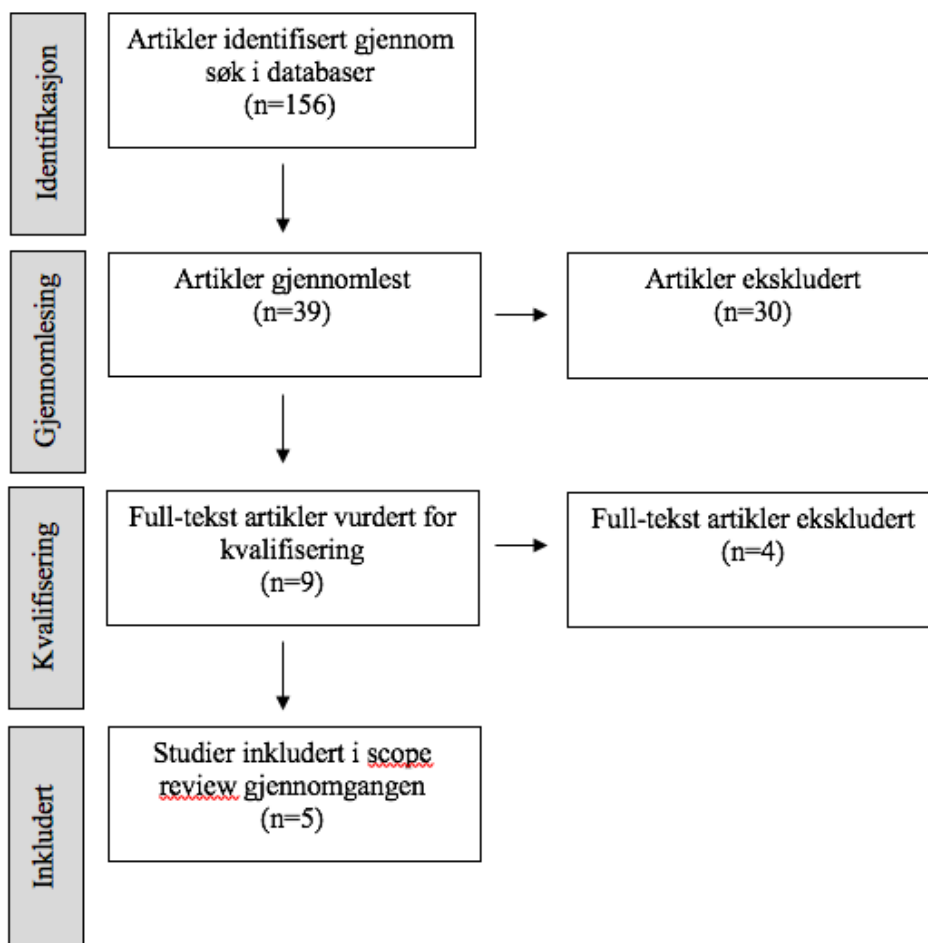 Identifikasjon
Artikler identifisert gjennom
søk i databaser
(n=156)
Gjennomlesing
Artikler gjennomlest
(n=39)
Artikler ekskludert
(n=30)
Kvalifisering
Full-tekst artikler vurdert for
kvalifisering
(n=9)
Full-tekst artikler ekskludert
(n=4)
Inkludert
Studier inkludert i scope
review gjennomgangen
(n=5)